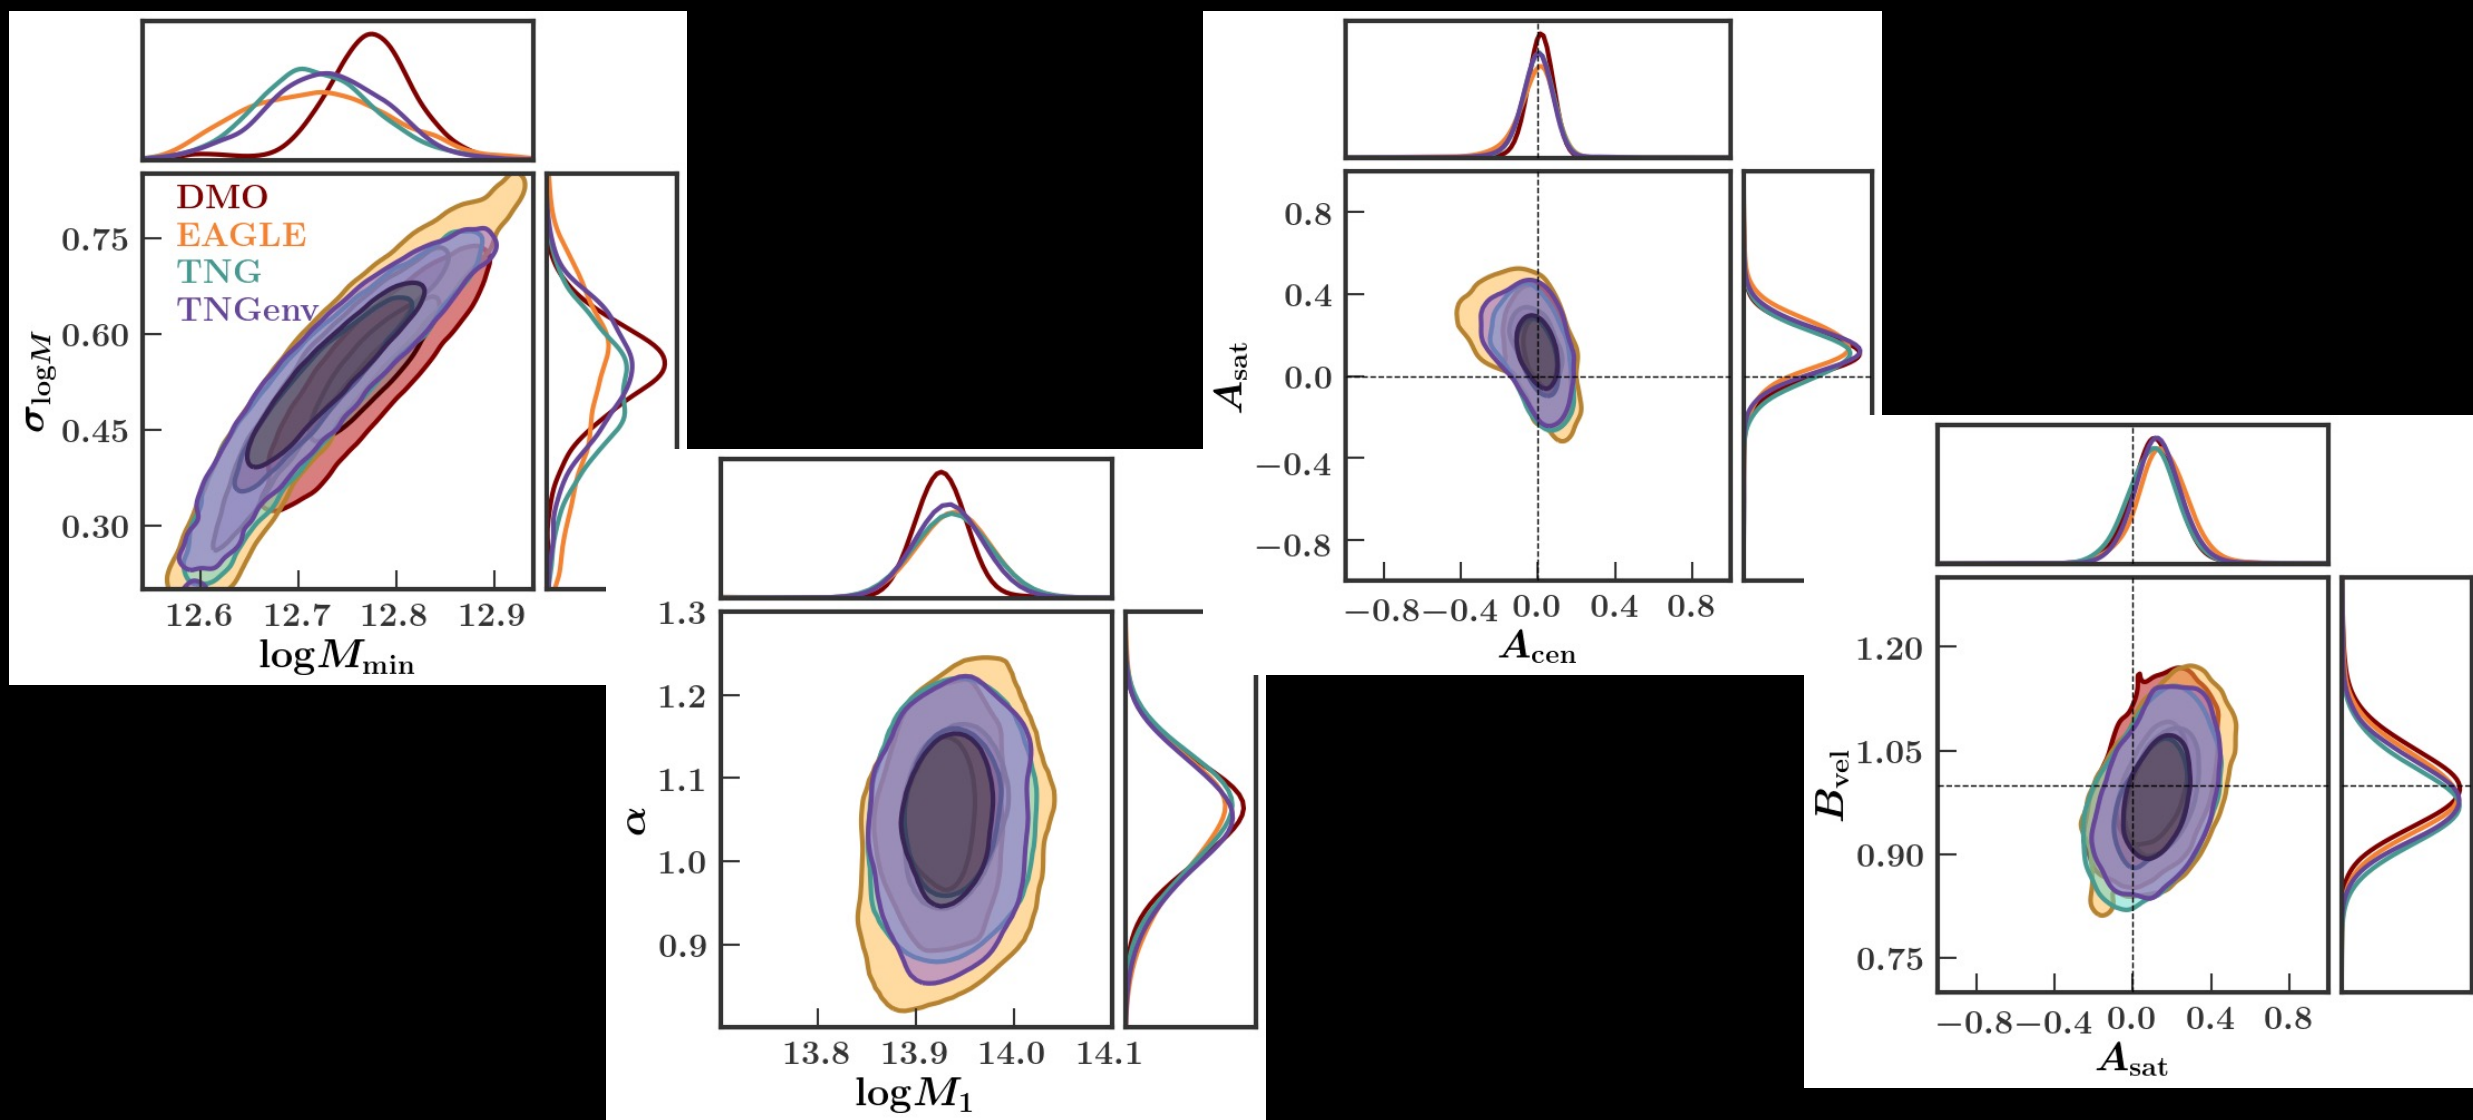 DMO
EAGLE
TNG
TNGenv
0.75
0.60
0.45
0.30
σlogM
12.6 12.7 12.8 12.9
logMmin
1.3
1.2
1.1
1.0
0.9
α
13.8 13.9 14.0 14.1
logM1
0.8
0.4
0.0
−0.4
−0.8
Asat
−0.8 −0.4 0.0 0.4 0.8
Acen
1.20
1.05
0.90
0.75
Bvel
−0.8 −0.4 0.0 0.4 0.8
Asat